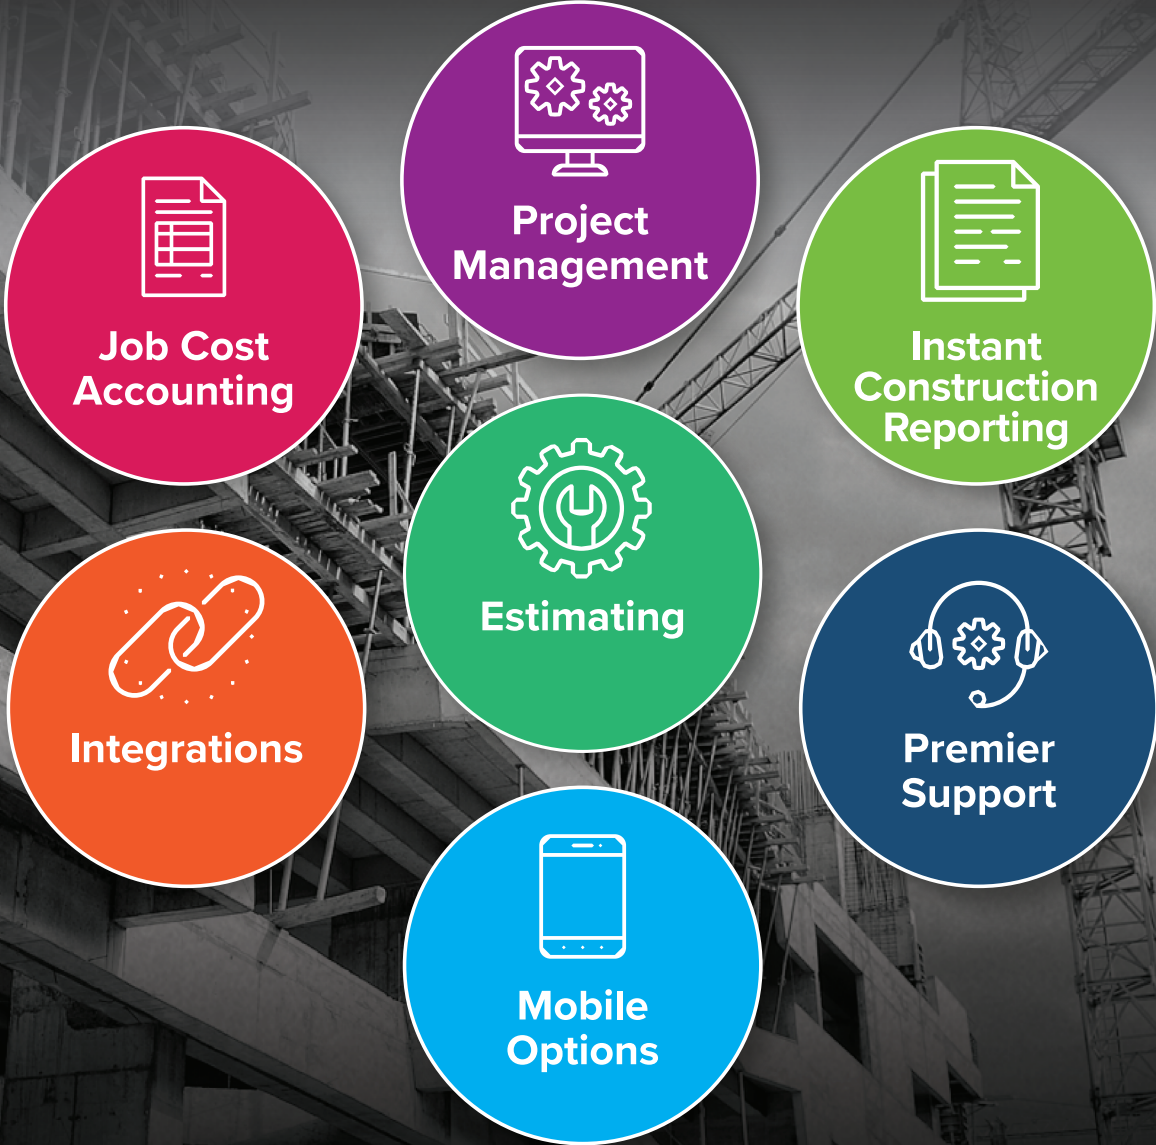 Project
Management
Job Cost
Accounting
Instant
Construction
Reporting
Estimating
Integrations
Premier
Support
Mobile
Options